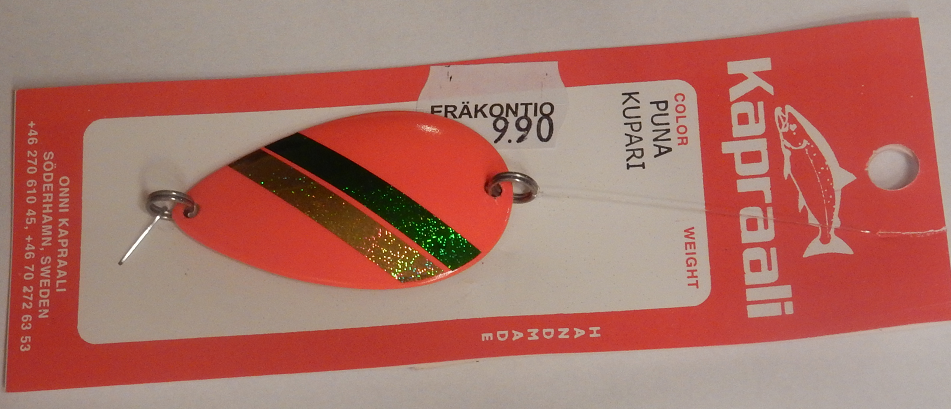 Kapraali
COLOR
PUNA
KUPARI
WEIGHT
ERÄKONTIO
9.90
HANDMADE
ONNI KAPRAALI
SÖDERHAMN, SWEDEN
+46 270 610 45, +46 70 272 63 53